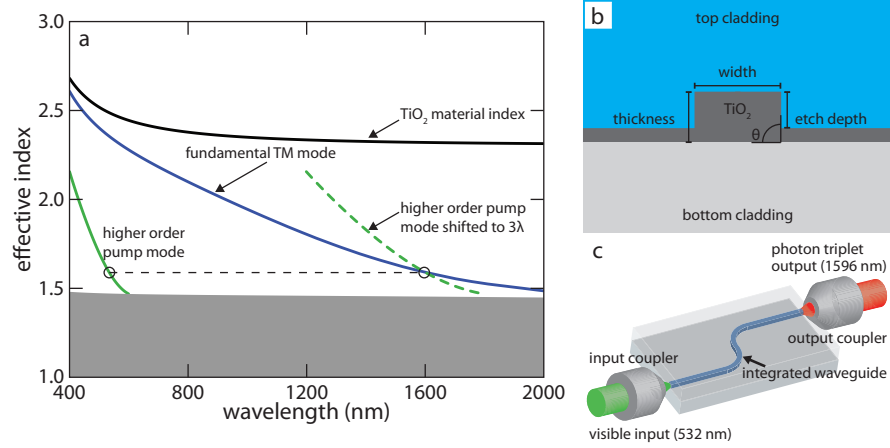 a
3.0
2.5
2.0
1.5
1.0
effective index
400
800
1200
1600
2000
wavelength (nm)
TiO2 material index
fundamental TM mode
higher order
pump mode
higher order pump
mode shifted to 3λ
b
top cladding
width
TiO2
thickness
etch depth
θ
bottom cladding
c
photon triplet
output (1596 nm)
output coupler
input coupler
integrated waveguide
visible input (532 nm)